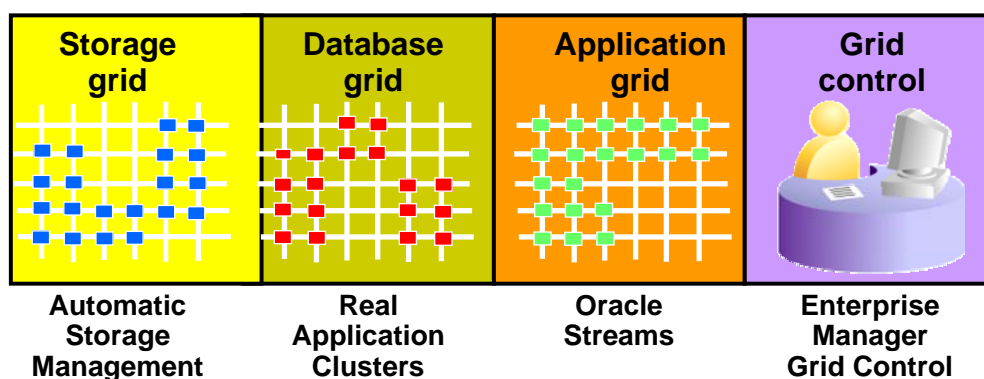 Storage
grid
Database
grid
Application
grid
Grid
control
Automatic
Storage
Management
Real
Application
Clusters
Oracle
Streams
Enterprise
Manager
Grid Control